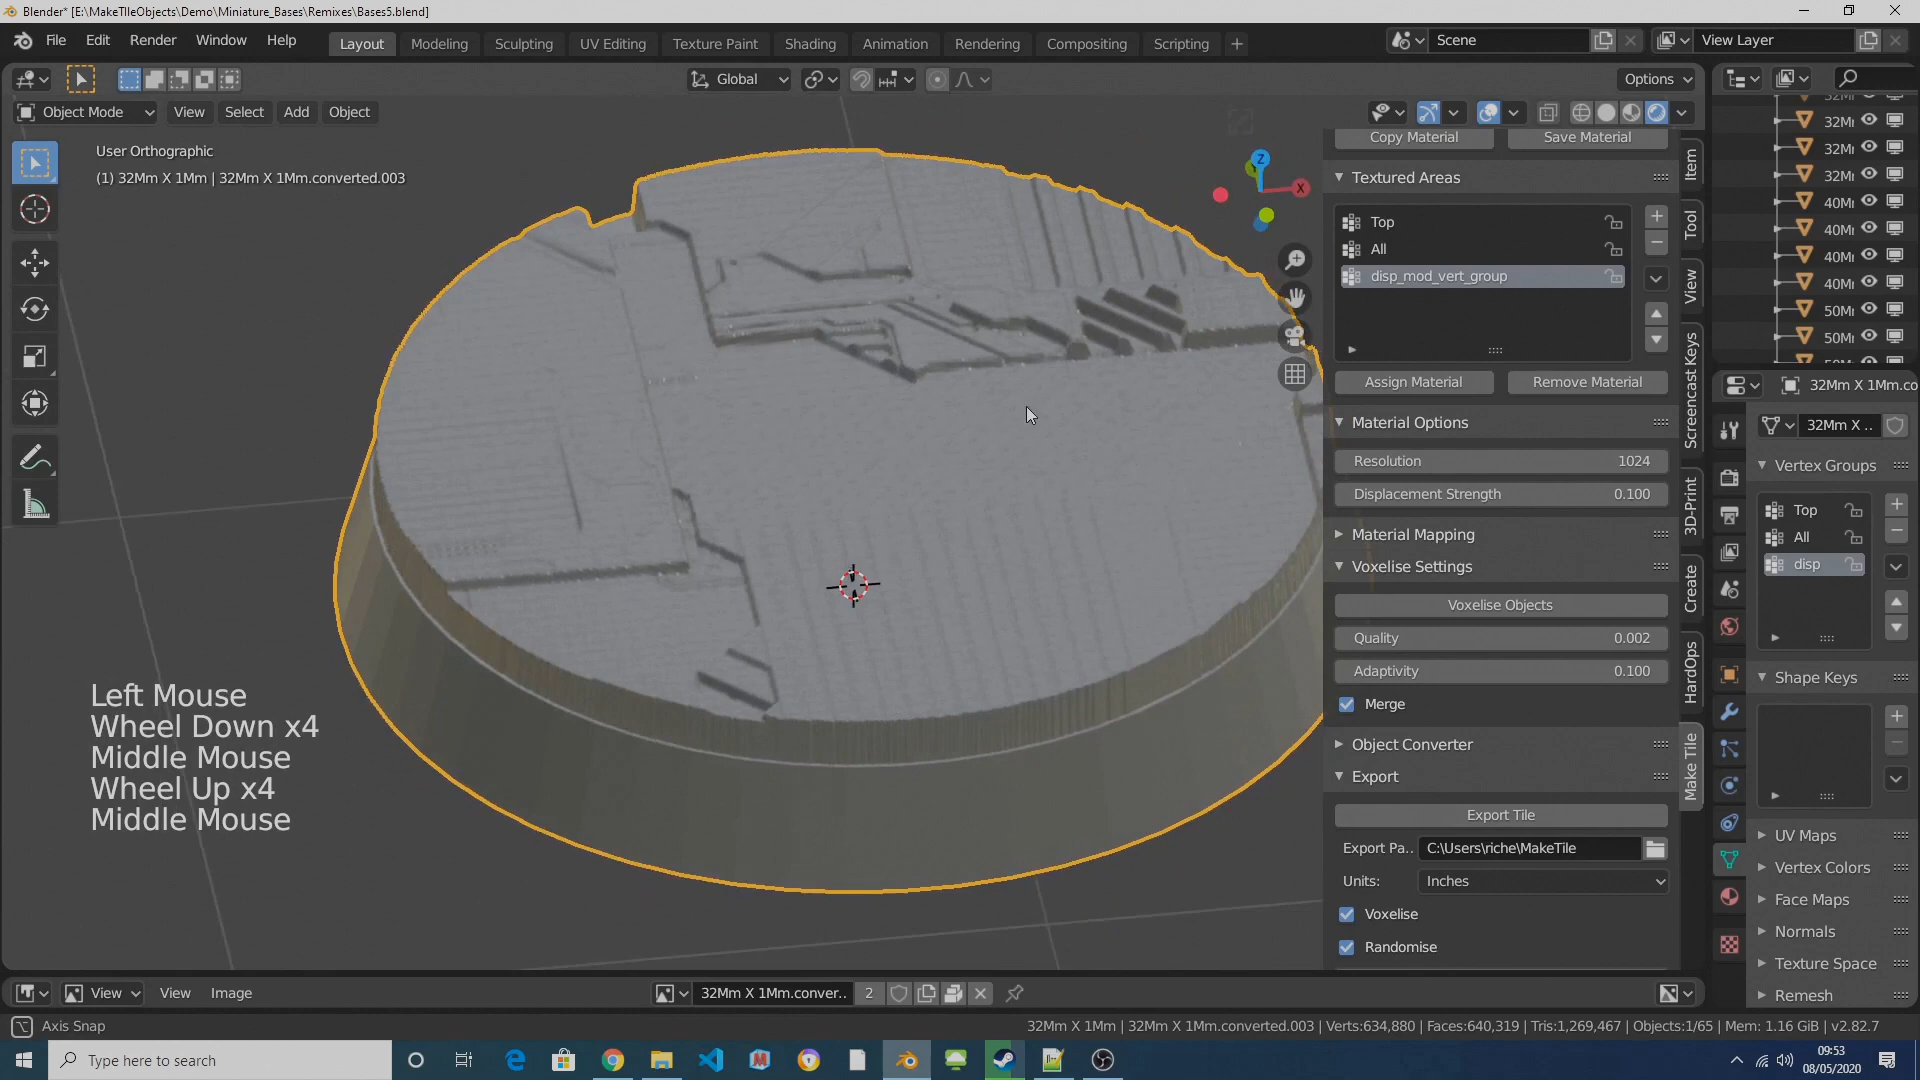 Blender* [E:\MakeTIleObjects\Demo\Miniature_Bases\Remixes\Bases5.blend]
File Edit Render Window Help
Layout Modeling Sculpting UV Editing Texture Paint Shading Animation Rendering Compositing Scripting +
Scene
View Layer
Global
Options
Object Mode View Select Add Object
User Orthographic
(1) 32Mm X 1Mm | 32Mm X 1Mm.converted.003
Z
X
Copy Material Save Material
Textured Areas
Top
All
disp_mod_vert_group
Assign Material Remove Material
Material Options
Resolution 1024
Displacement Strength 0.100
Material Mapping
Voxelise Settings
Voxelise Objects
Quality 0.002
Adaptivity 0.100
Merge
Object Converter
Export
Export Tile
Export Pa.. C:\Users\riche\MakeTile
Units: Inches
Voxelise
Randomise
Item
Tool
View
Screencast Keys
3D-Print
Create
HardOps
Make Tile
32Mı
32Mı
32Mı
40Mı
40Mı
40Mı
40Mı
50Mı
50Mı
32Mm X 1Mm.co
32Mm X ..
Vertex Groups
Top
All
disp
Shape Keys
UV Maps
Vertex Colors
Face Maps
Normals
Texture Space
Remesh
Left Mouse
Wheel Down x4
Middle Mouse
Wheel Up x4
Middle Mouse
View View Image
32Mm X 1Mm.conver.. 2
Axis Snap
32Mm X 1Mm | 32Mm X 1Mm.converted.003 | Verts:634,880 | Faces:640,319 | Tris:1,269,467 | Objects:1/65 | Mem: 1.16 GiB | v2.82.7
Type here to search
09:53
08/05/2020